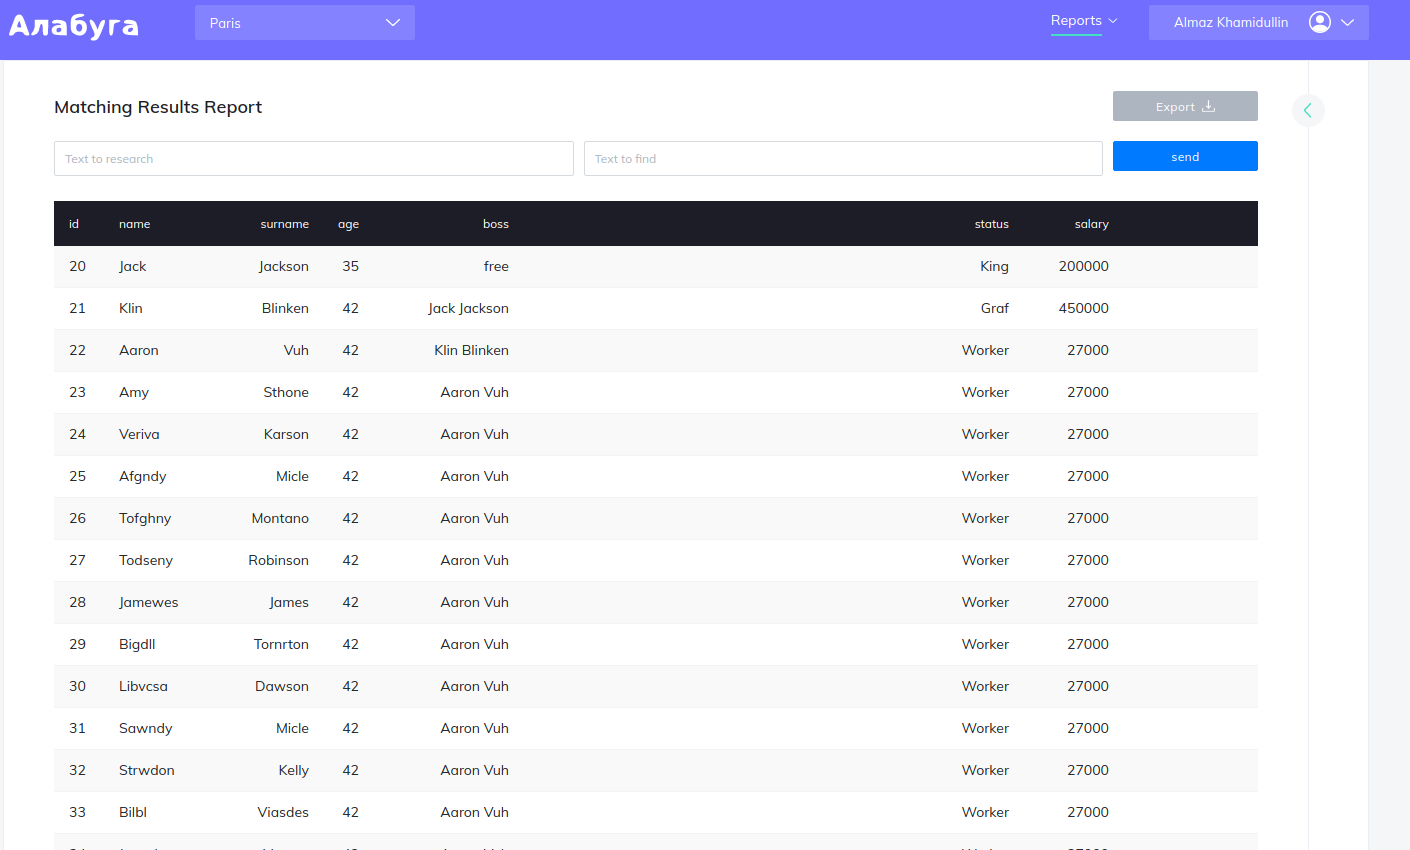 Алабуга Paris Reports Almaz Khamidullin
Matching Results Report Export
Text to research Text to find send
id name surname age boss status salary
20 Jack Jackson 35 free King 200000
21 Klin Blinken 42 Jack Jackson Graf 450000
22 Aaron Vuh 42 Klin Blinken Worker 27000
23 Amy Sthone 42 Aaron Vuh Worker 27000
24 Veriva Karson 42 Aaron Vuh Worker 27000
25 Afgndy Micle 42 Aaron Vuh Worker 27000
26 Tofghny Montano 42 Aaron Vuh Worker 27000
27 Todseny Robinson 42 Aaron Vuh Worker 27000
28 Jamewes James 42 Aaron Vuh Worker 27000
29 Bigdll Tornrton 42 Aaron Vuh Worker 27000
30 Libvcsa Dawson 42 Aaron Vuh Worker 27000
31 Sawndy Micle 42 Aaron Vuh Worker 27000
32 Strwdon Kelly 42 Aaron Vuh Worker 27000
33 Bilbl Viasdes 42 Aaron Vuh Worker 27000